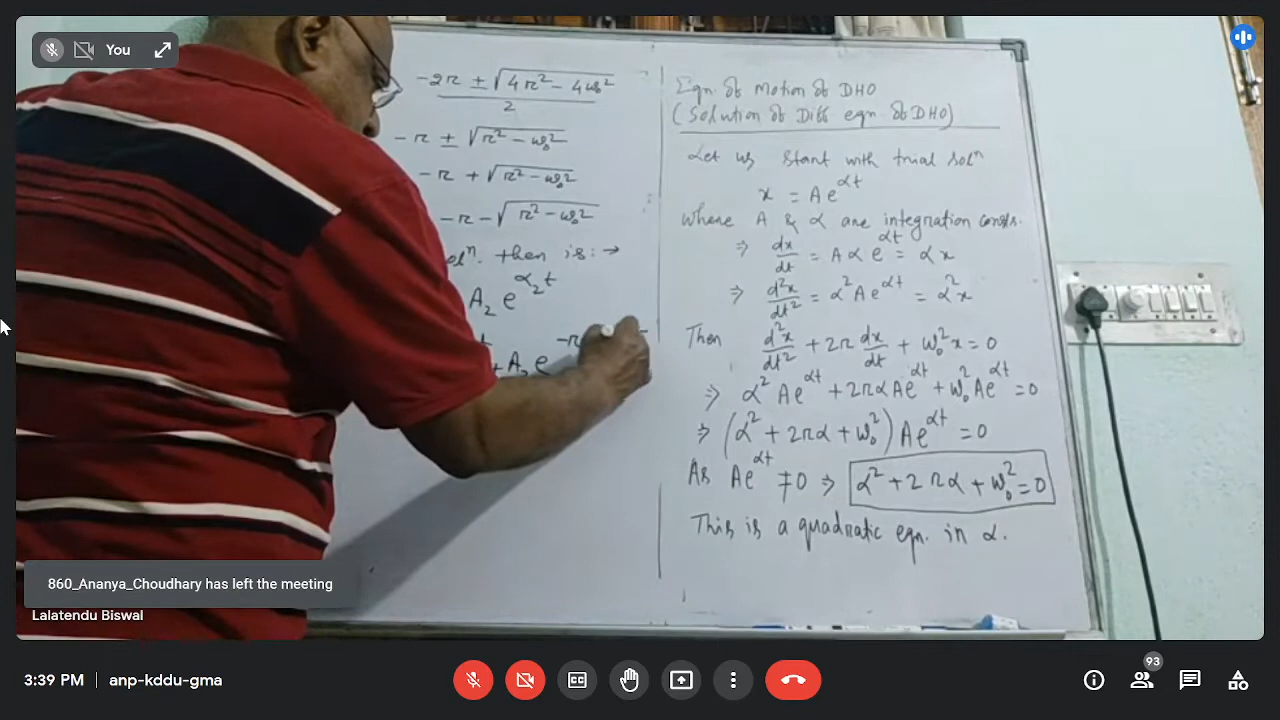 You
-2r ± √4r² - 4ω₀²
2
-r ± √r² - ω₀²
-r + √r² - ω₀²
-r - √r² - ω₀²
solⁿ. then is: →
A₂ e^α₂t
+ A₂ e^-r
Eqn. of Motion of DHO
(Solution of Diff eqn. of DHO)
Let us start with trial solⁿ
x = Ae^αt
where A & α are integration consts.
⇒ dx/dt = Aαe^αt = αx
⇒ d²x/dt² = α²Ae^αt = α²x
Then d²x/dt² + 2r dx/dt + ω₀²x = 0
⇒ α² Ae^αt + 2rαAe^αt + ω₀²Ae^αt = 0
⇒ (α² + 2rα + ω₀²) Ae^αt = 0
As Ae^αt ≠ 0 ⇒ α² + 2rα + ω₀² = 0
This is a quadratic eqn. in α.
860_Ananya_Choudhary has left the meeting
Lalatendu Biswal
3:39 PM | anp-kddu-gma
93